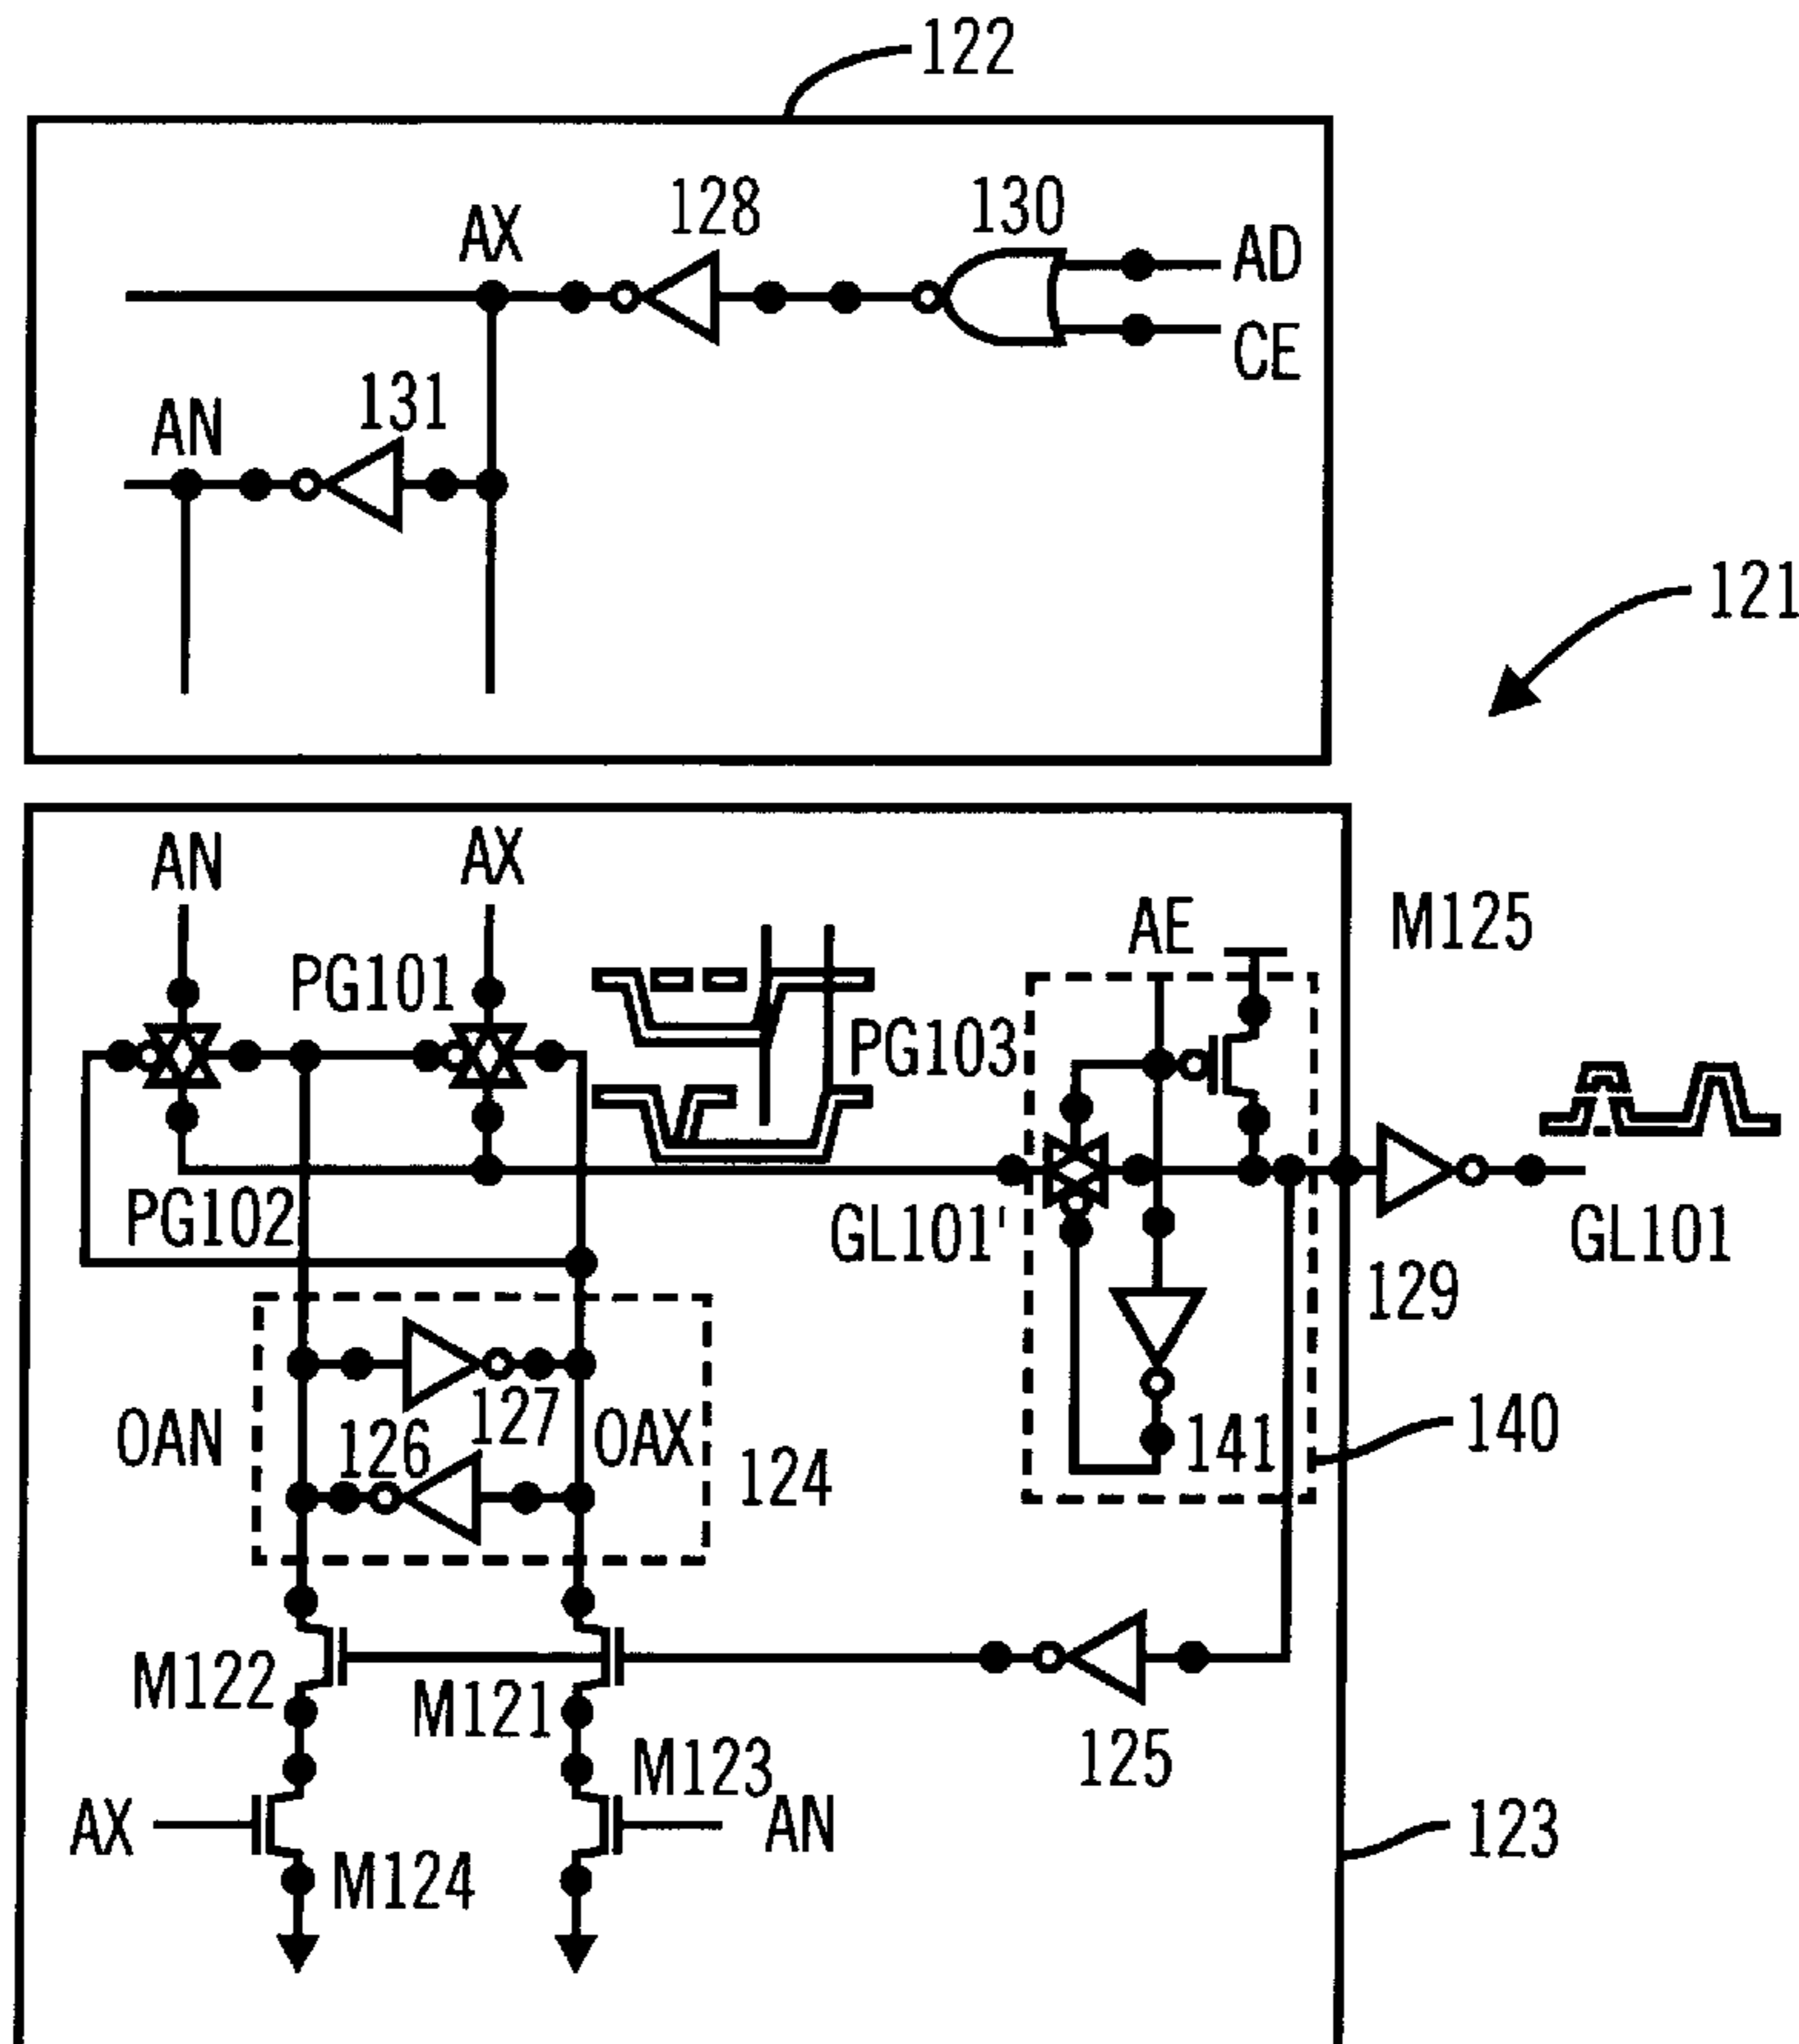 122
AX
128
130
AD
CE
AN
131
121
AN
AX
PG101
AE
M125
PG103
PG102
GL101'
GL101
129
OAN
126
127
OAX
124
141
140
M122
M121
M123
125
AX
AN
M124
123